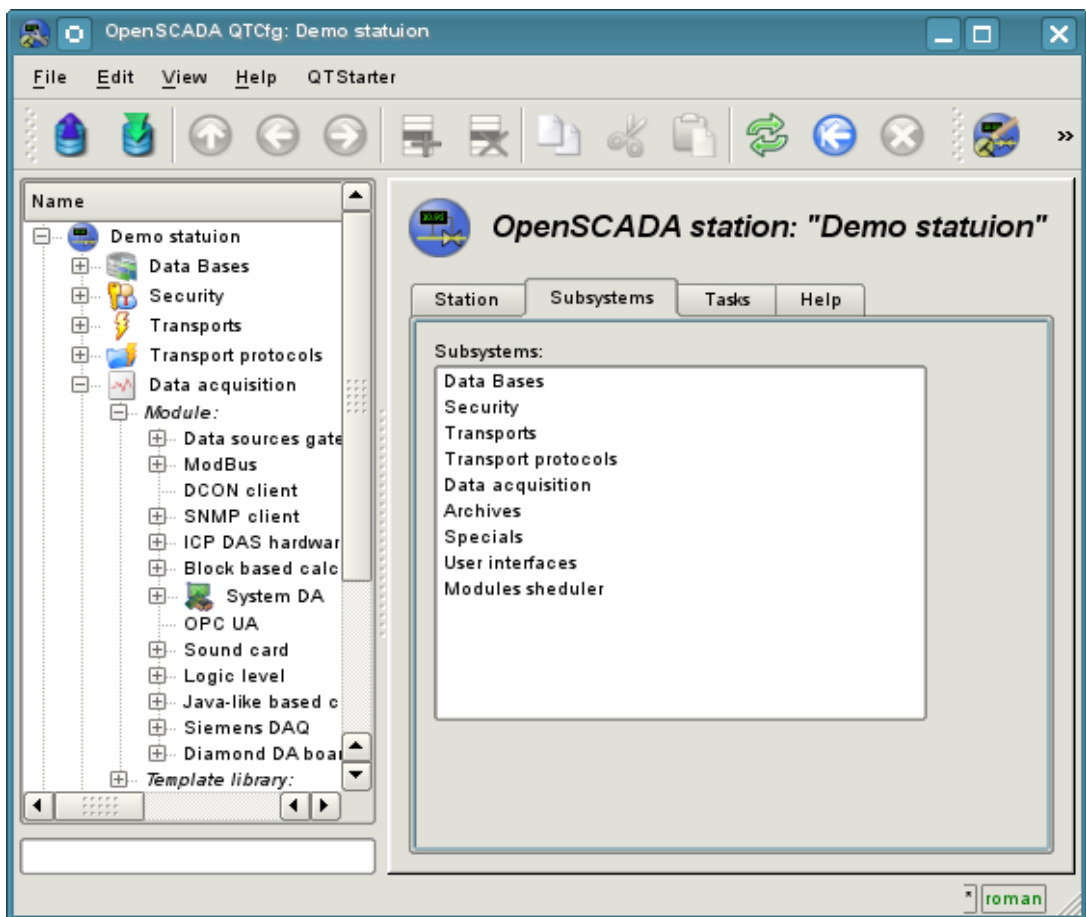 OpenSCADA QTCfg: Demo statuion
File Edit View Help QTStarter
»
Name
Demo statuion
Data Bases
Security
Transports
Transport protocols
Data acquisition
Module:
Data sources gate
ModBus
DCON client
SNMP client
ICP DAS hardwar
Block based calc
System DA
OPC UA
Sound card
Logic level
Java-like based c
Siemens DAQ
Diamond DA boar
Template library:
OpenSCADA station: "Demo statuion"
Station Subsystems Tasks Help
Subsystems:
Data Bases
Security
Transports
Transport protocols
Data acquisition
Archives
Specials
User interfaces
Modules sheduler
* roman